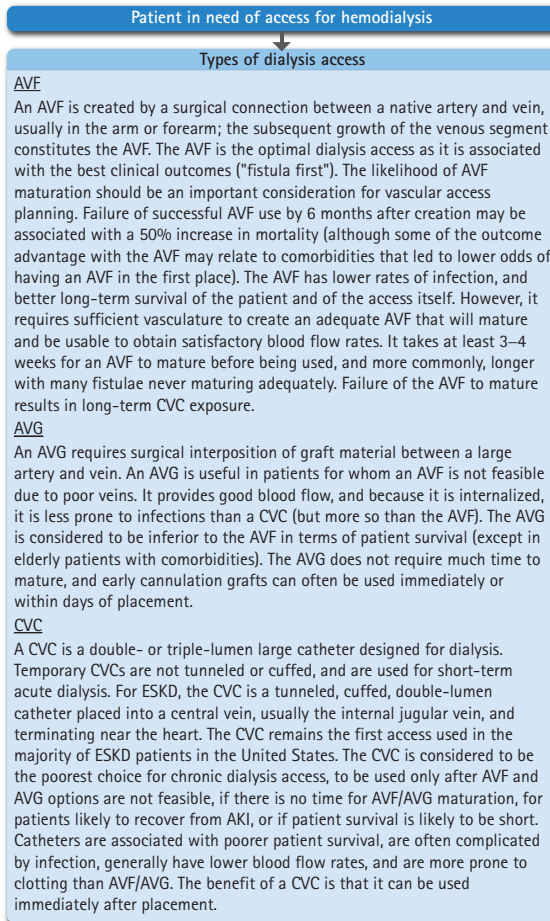 Patient in need of access for hemodialysis
Types of dialysis access
AVF
An AVF is created by a surgical connection between a native artery and vein,
usually in the arm or forearm; the subsequent growth of the venous segment
constitutes the AVF. The AVF is the optimal dialysis access as it is associated
with the best clinical outcomes ("fistula first"). The likelihood of AVF
maturation should be an important consideration for vascular access
planning. Failure of successful AVF use by 6 months after creation may be
associated with a 50% increase in mortality (although some of the outcome
advantage with the AVF may relate to comorbidities that led to lower odds of
having an AVF in the first place). The AVF has lower rates of infection, and
better long-term survival of the patient and of the access itself. However, it
requires sufficient vasculature to create an adequate AVF that will mature
and be usable to obtain satisfactory blood flow rates. It takes at least 3–4
weeks for an AVF to mature before being used, and more commonly, longer
with many fistulae never maturing adequately. Failure of the AVF to mature
results in long-term CVC exposure.
AVG
An AVG requires surgical interposition of graft material between a large
artery and vein. An AVG is useful in patients for whom an AVF is not feasible
due to poor veins. It provides good blood flow, and because it is internalized,
it is less prone to infections than a CVC (but more so than the AVF). The AVG
is considered to be inferior to the AVF in terms of patient survival (except in
elderly patients with comorbidities). The AVG does not require much time to
mature, and early cannulation grafts can often be used immediately or
within days of placement.
CVC
A CVC is a double- or triple-lumen large catheter designed for dialysis.
Temporary CVCs are not tunneled or cuffed, and are used for short-term
acute dialysis. For ESKD, the CVC is a tunneled, cuffed, double-lumen
catheter placed into a central vein, usually the internal jugular vein, and
terminating near the heart. The CVC remains the first access used in the
majority of ESKD patients in the United States. The CVC is considered to be
the poorest choice for chronic dialysis access, to be used only after AVF and
AVG options are not feasible, if there is no time for AVF/AVG maturation, for
patients likely to recover from AKI, or if patient survival is likely to be short.
Catheters are associated with poorer patient survival, are often complicated
by infection, generally have lower blood flow rates, and are more prone to
clotting than AVF/AVG. The benefit of a CVC is that it can be used
immediately after placement.